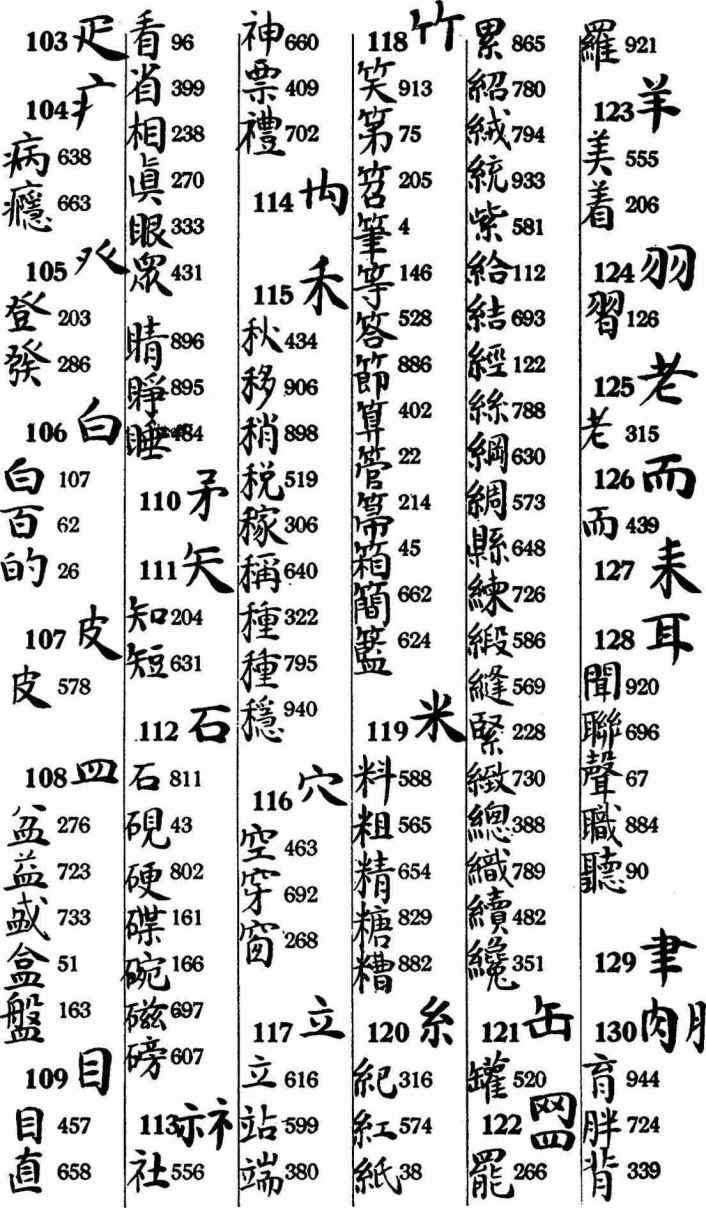 103 疋
104 疒
病 638
癮 663
105 癶
登 203
發 286
106 白
白 107
百 62
的 26
107 皮
皮 578
108 皿
盆 276
益 723
盛 733
盒 51
盤 163
109 目
目 457
直 658
看 96
省 399
相 238
眞 270
眼 333
眾 431
睛 896
睜 895
睡 484
110 矛
111 矢
知 204
短 631
112 石
石 811
硯 43
硬 802
碟 161
碗 166
磁 697
磅 607
113 示 礻
社 556
神 660
票 409
禮 702
114 禸
115 禾
秋 434
移 906
稍 898
税 519
稼 306
稱 640
種 322
種 795
穩 940
116 穴
空 463
穿 692
窗 268
117 立
立 616
站 599
端 380
118 竹
笑 913
第 75
笤 205
筆 4
等 146
答 528
節 886
算 402
管 22
箒 214
箱 45
簡 662
籃 624
119 米
料 588
粗 565
精 654
糖 829
糟 882
120 糸
紀 316
紅 574
紙 38
累 865
紹 780
絨 794
統 933
紫 581
給 112
結 693
經 122
絲 788
綱 630
綢 573
縣 648
練 726
緞 586
縫 569
緊 228
緻 730
總 388
織 789
續 482
纔 351
121 缶
罐 520
122 网 罒
罷 266
羅 921
123 羊
美 555
着 206
124 羽
習 126
125 老
老 315
126 而
而 439
127 耒
128 耳
聞 920
聯 696
聲 67
職 884
聽 90
129 聿
130 肉 月
育 944
胖 724
背 339